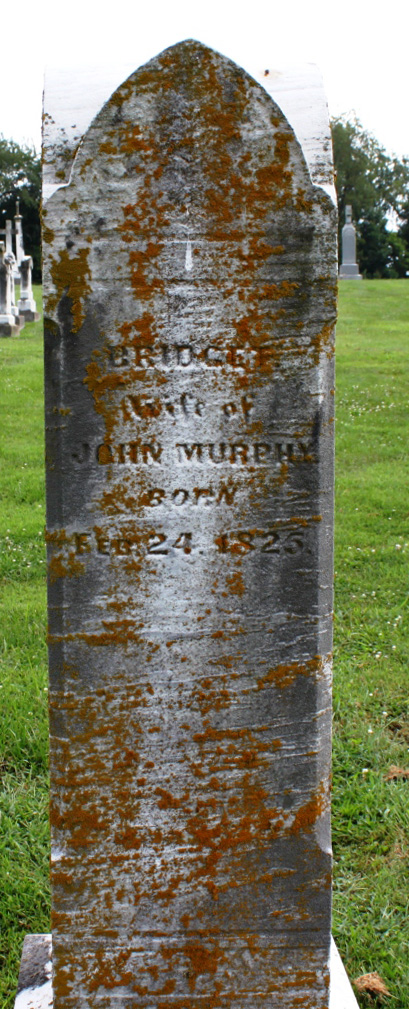 BRIDGET,
Wife of
JOHN MURPHY
BORN
FEB. 24. 1825.